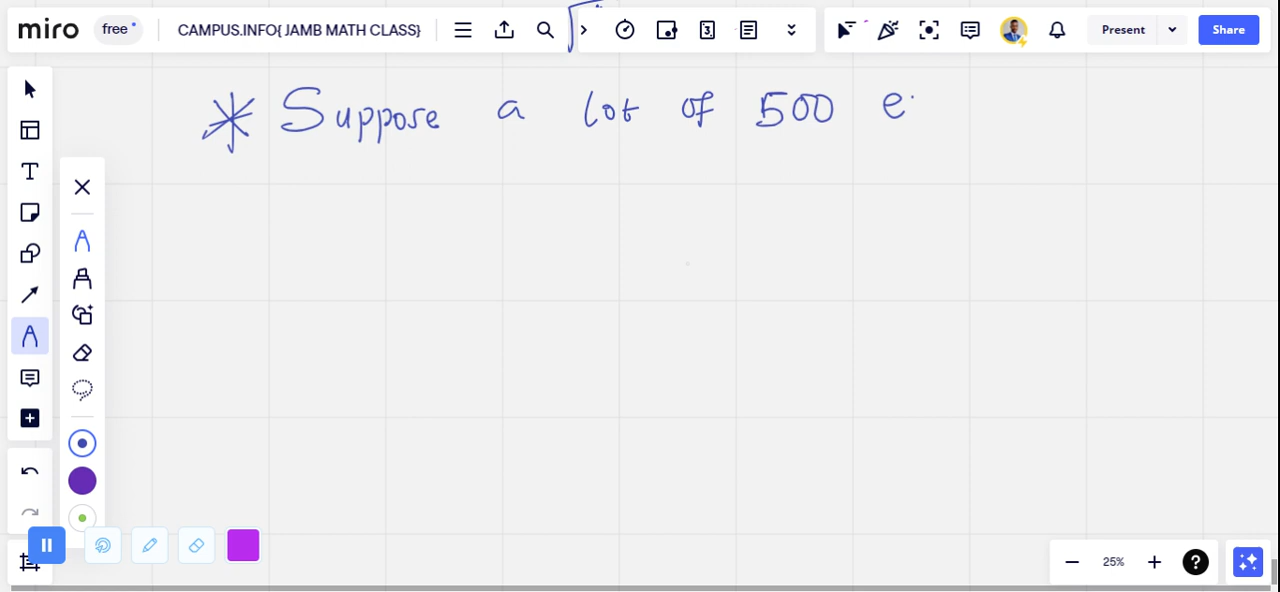 miro free CAMPUS.INFO{ JAMB MATH CLASS} Present Share
* Suppose a lot of 500 e
25%